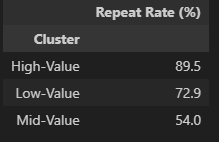 Repeat Rate (%)
Cluster
High-Value 89.5
Low-Value 72.9
Mid-Value 54.0